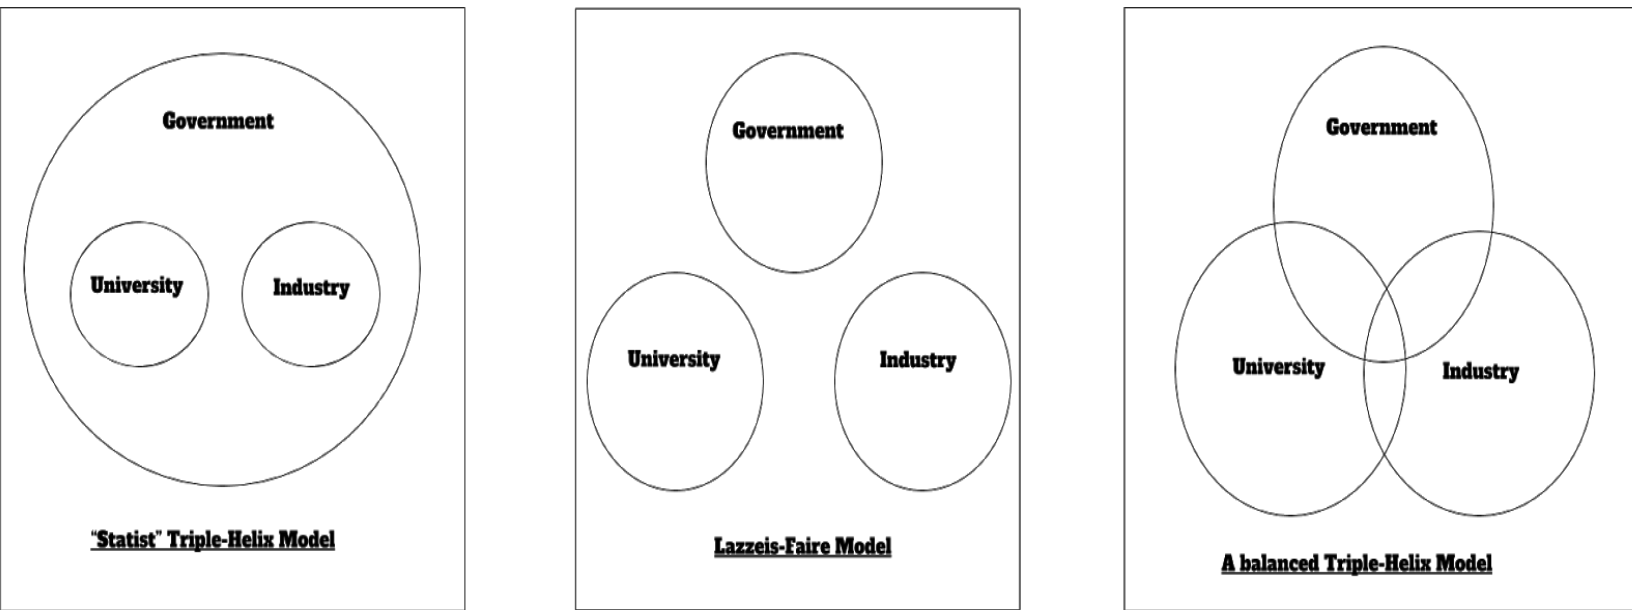 Government
University
Industry
“Statist” Triple-Helix Model
Government
University
Industry
Lazzeis-Faire Model
Government
University
Industry
A balanced Triple-Helix Model